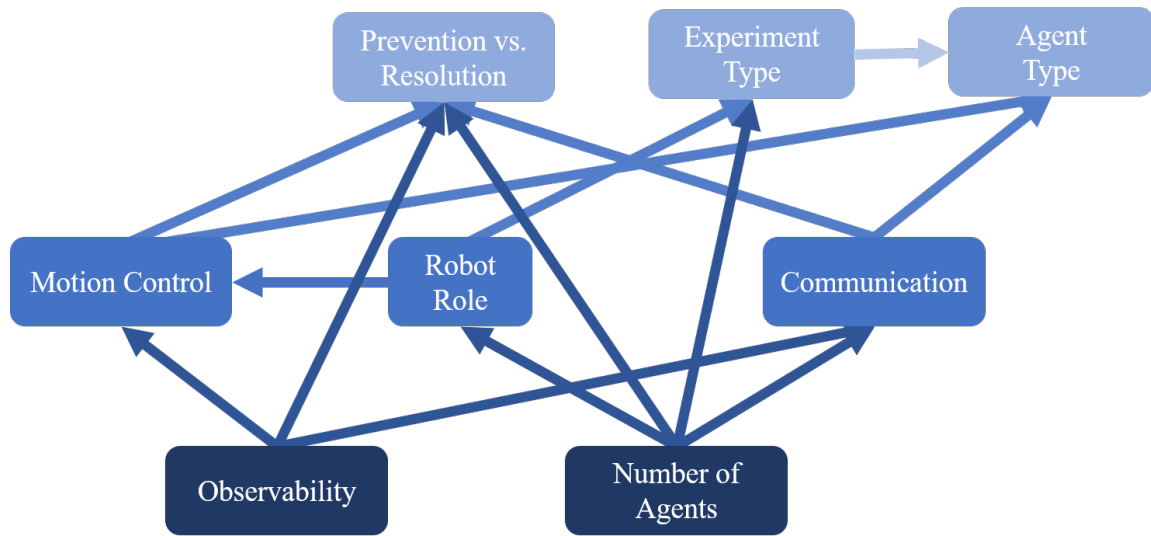 Prevention vs.
Resolution
Experiment
Type
Agent
Type
Motion Control
Robot
Role
Communication
Observability
Number of
Agents